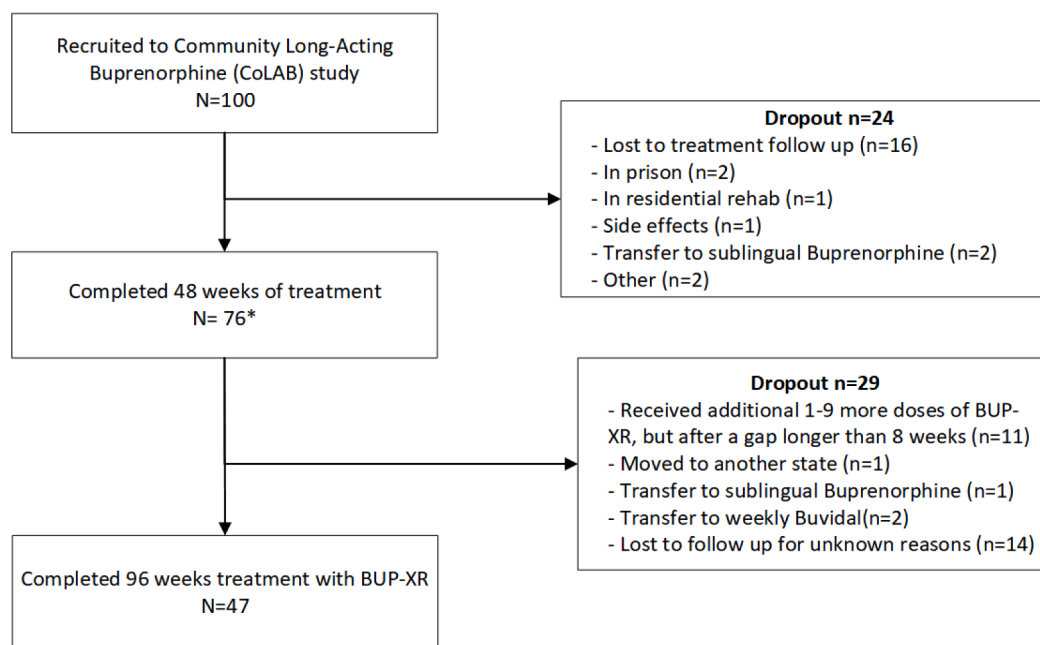 Recruited to Community Long-Acting
Buprenorphine (CoLAB) study
N=100
Dropout n=24
- Lost to treatment follow up (n=16)
- In prison (n=2)
- In residential rehab (n=1)
- Side effects (n=1)
- Transfer to sublingual Buprenorphine (n=2)
- Other (n=2)
Completed 48 weeks of treatment
N= 76*
Dropout n=29
- Received additional 1-9 more doses of BUP-
XR, but after a gap longer than 8 weeks (n=11)
- Moved to another state (n=1)
- Transfer to sublingual Buprenorphine (n=1)
- Transfer to weekly Buvidal(n=2)
- Lost to follow up for unknown reasons (n=14)
Completed 96 weeks treatment with BUP-XR
N=47